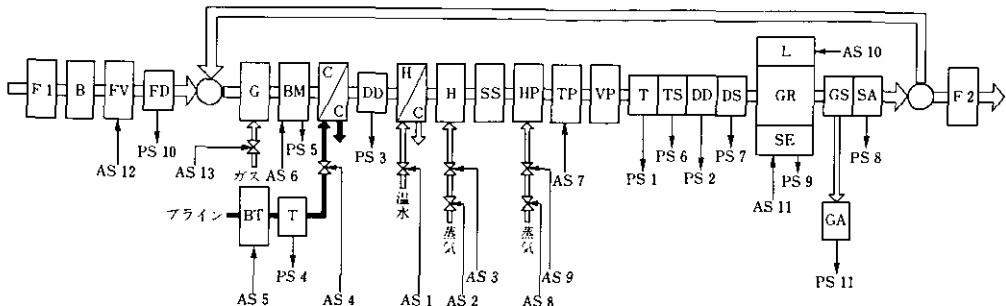 F 1
B
FV
FD
G
BM
C
C
DD
H
C
H
SS
HP
TP
VP
T
TS
DD
DS
L
GR
SE
GS
SA
F 2
AS 10
AS 12
PS 10
AS 13
ガス
AS 6
PS 5
PS 3
AS 4
温水
蒸気
蒸気
AS 7
PS 1
PS 6
PS 2
PS 7
AS 11
PS 9
PS 8
GA
PS 11
ブライン
BT
T
PS 4
AS 5
AS 1
AS 2
AS 3
AS 8
AS 9